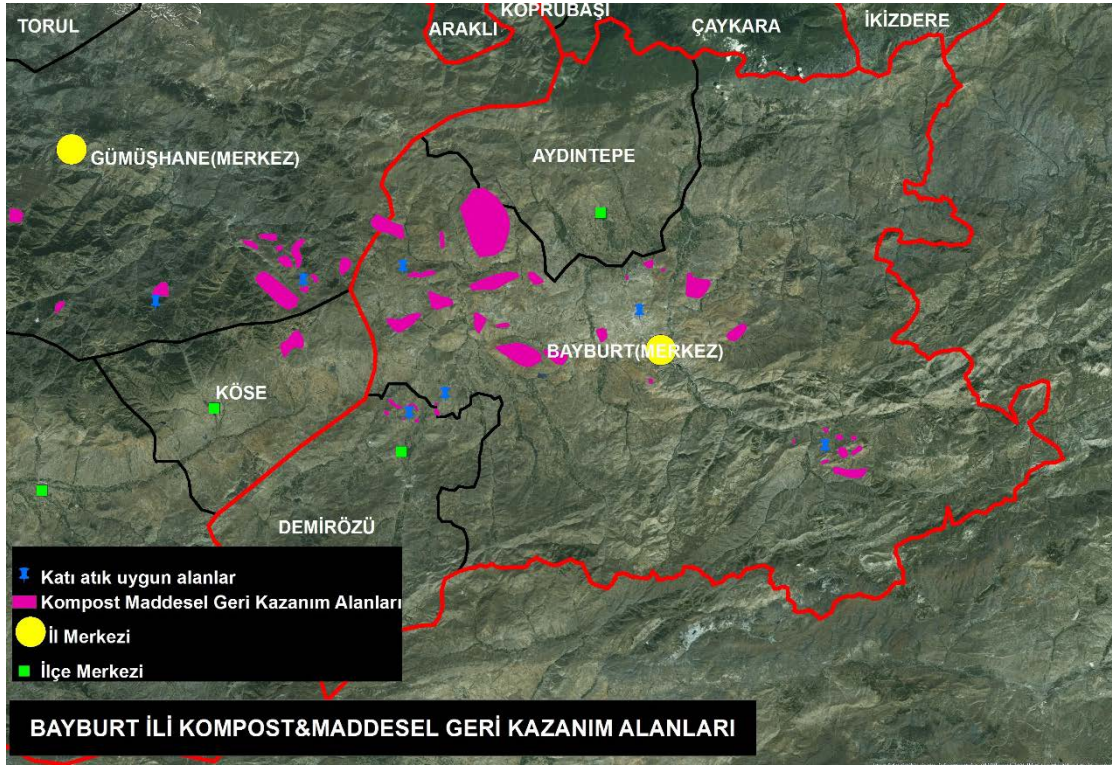 TORUL
ARAKLI
KÖPRÜBAŞI
ÇAYKARA
İKİZDERE
GÜMÜŞHANE(MERKEZ)
AYDINTEPE
BAYBURT(MERKEZ)
KÖSE
DEMİRÖZÜ
Katı atık uygun alanlar
Kompost Maddesel Geri Kazanım Alanları
İl Merkezi
İlçe Merkezi
BAYBURT İLİ KOMPOST&MADDESEL GERİ KAZANIM ALANLARI